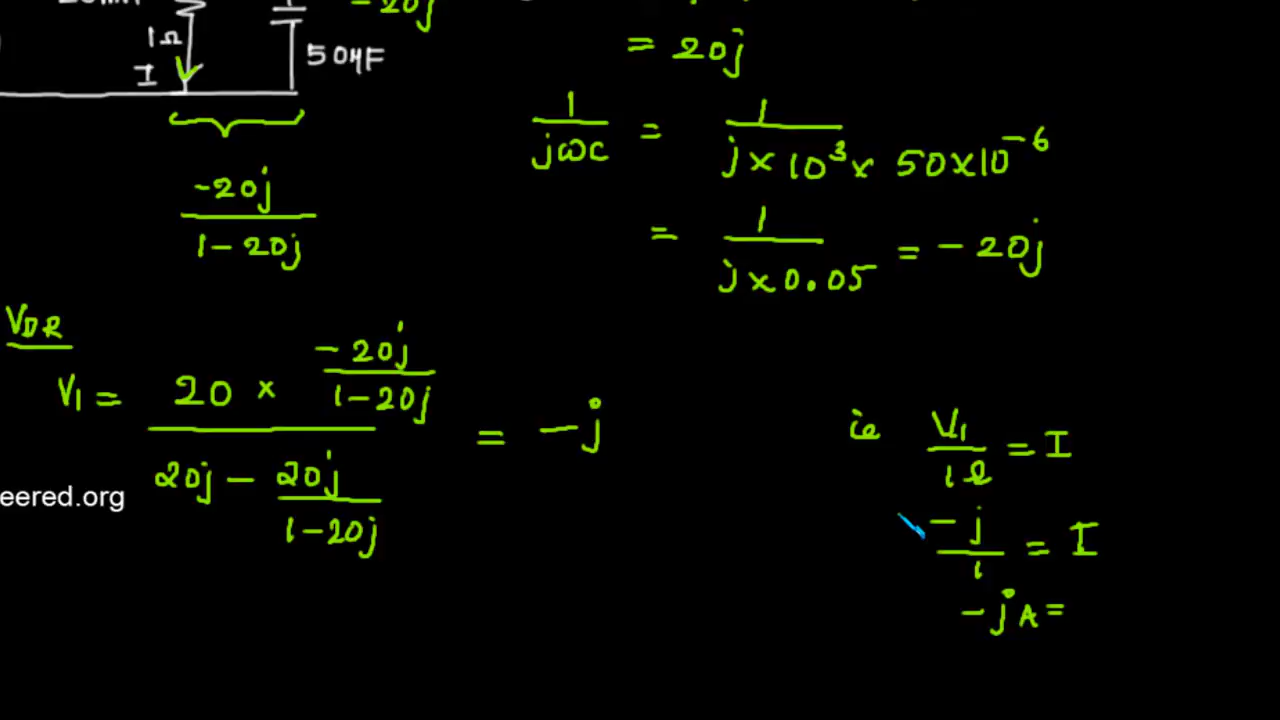 -20j
1Ω
I
50μF
= 20j
1/jωc = 1/j×10³× 50×10⁻⁶
= 1/j×0.05 = -20j
-20j/1-20j
VDR
V1 = 20 × -20j/1-20j / 20j - 20j/1-20j = -j
eered.org
ie V1/1Ω = I
-j/1 = I
-jA =